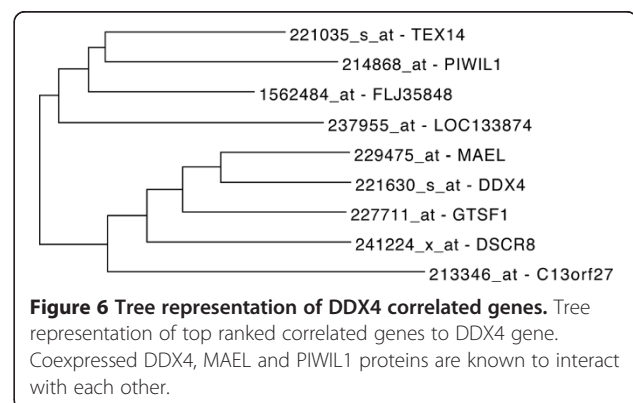 221035_s_at - TEX14
214868_at - PIWIL1
1562484_at - FLJ35848
237955_at - LOC133874
229475_at - MAEL
221630_s_at - DDX4
227711_at - GTSF1
241224_x_at - DSCR8
213346_at - C13orf27
Figure 6 Tree representation of DDX4 correlated genes. Tree
representation of top ranked correlated genes to DDX4 gene.
Coexpressed DDX4, MAEL and PIWIL1 proteins are known to interact
with each other.